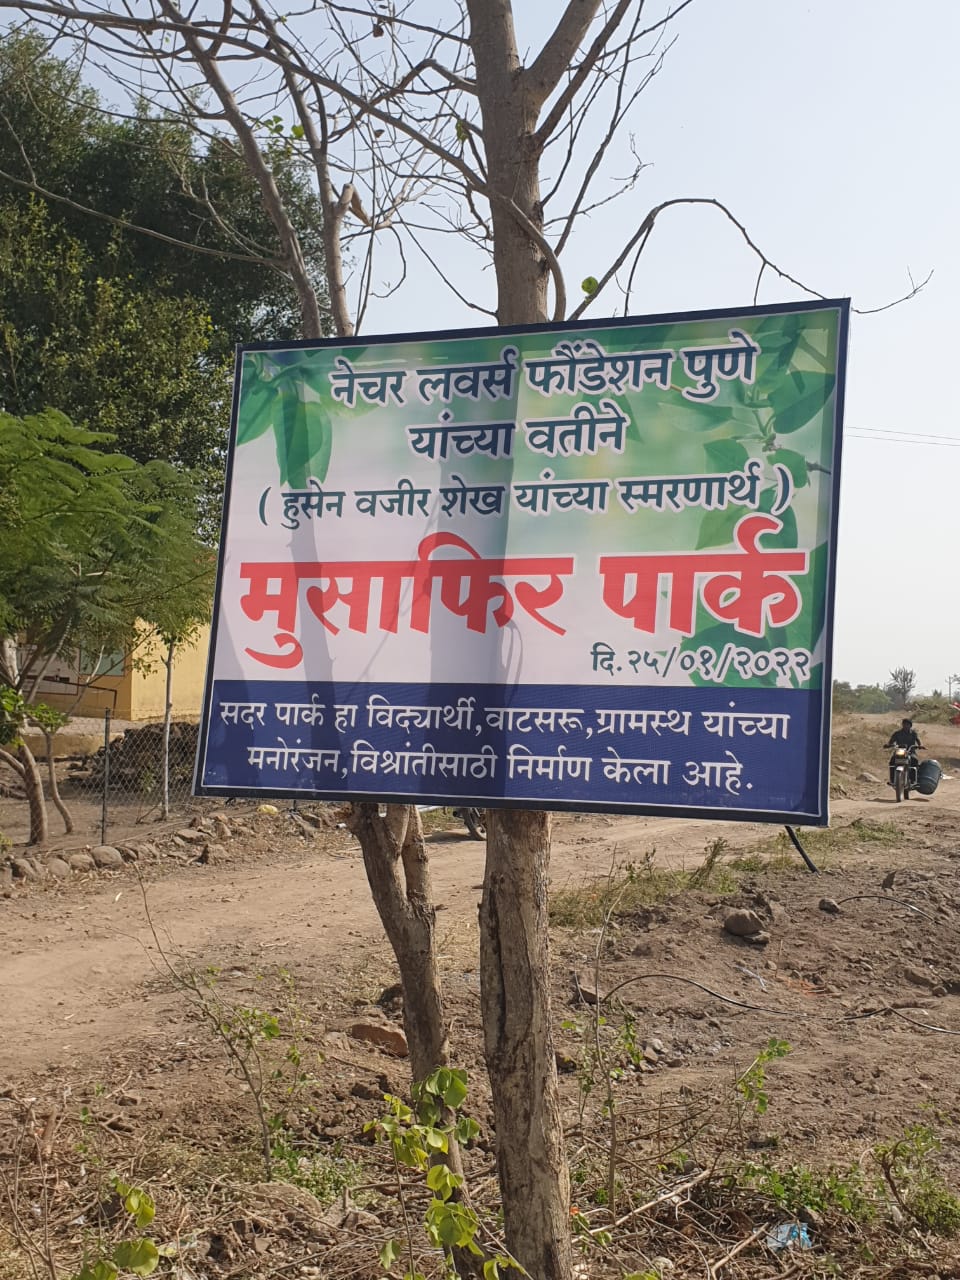 नेचर लवर्स फौंडेशन पुणे
यांच्या वतीने
( हुसेन वजीर शेख यांच्या स्मरणार्थ )
मुसाफिर पार्क
दि.२५/०१/२०२२
सदर पार्क हा विद्यार्थी,वाटसरू,ग्रामस्थ यांच्या
मनोरंजन,विश्रांतीसाठी निर्माण केला आहे.